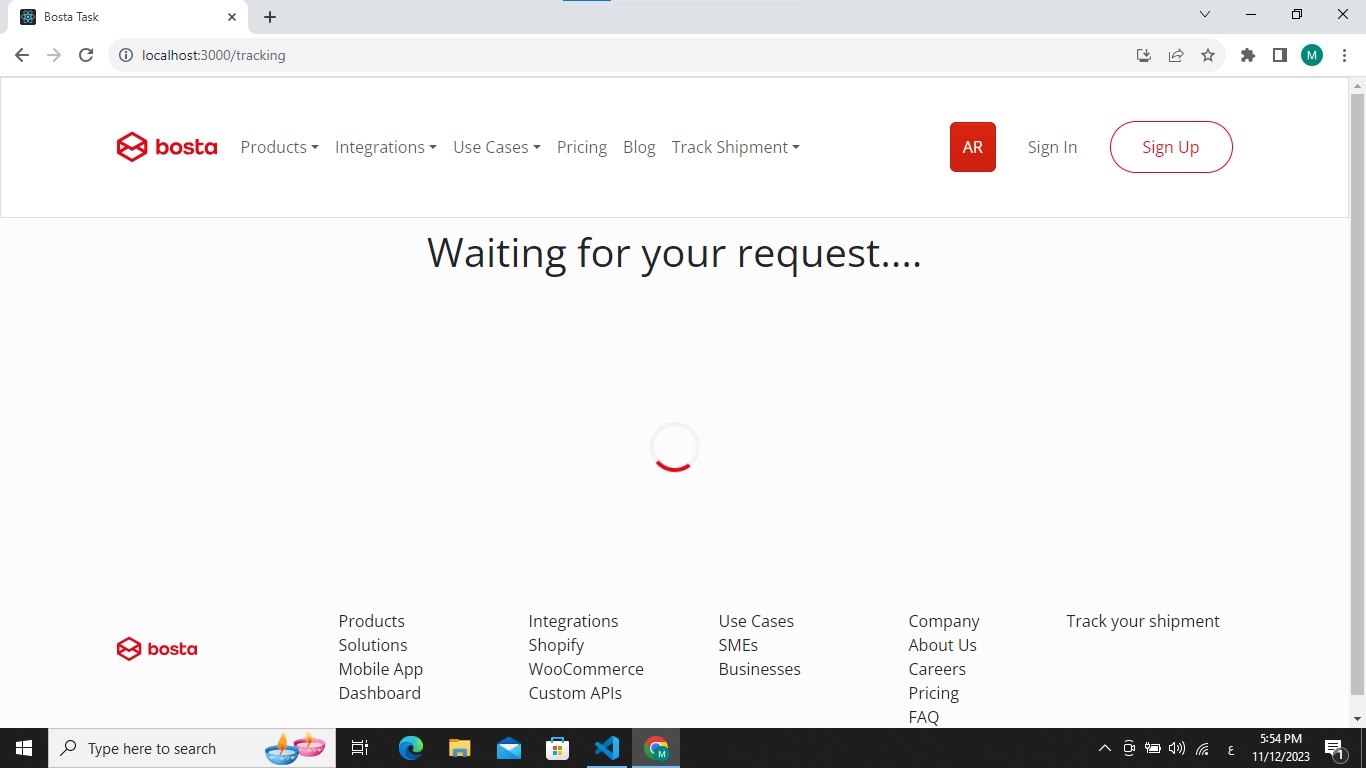 Bosta Task
localhost:3000/tracking
M
bosta Products Integrations Use Cases Pricing Blog Track Shipment AR Sign In Sign Up
Waiting for your request....
bosta
Products
Solutions
Mobile App
Dashboard
Integrations
Shopify
WooCommerce
Custom APIs
Use Cases
SMEs
Businesses
Company
About Us
Careers
Pricing
FAQ
Track your shipment
Type here to search
M
ع
5:54 PM
11/12/2023
1